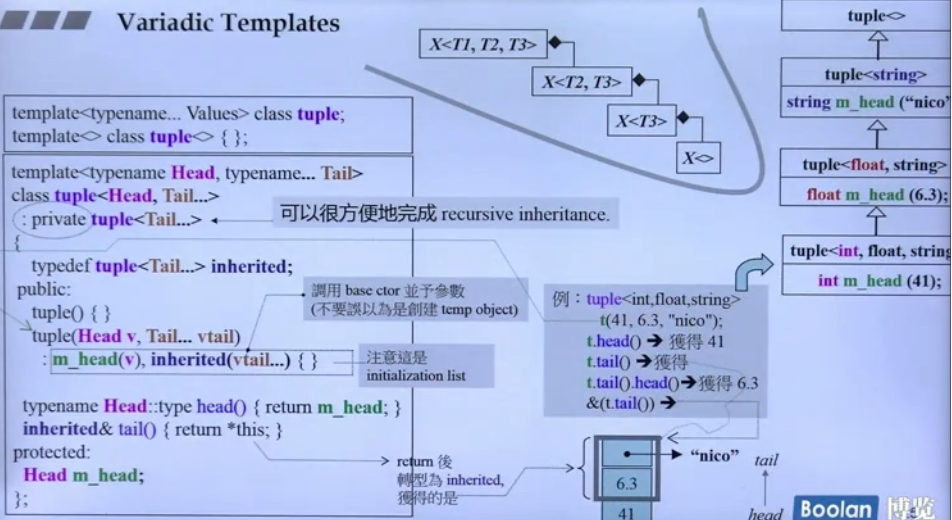 Variadic Templates
X<T1, T2, T3>
X<T2, T3>
X<T3>
X<>
tuple<>
tuple<string>
string m_head ("nico"
tuple<float, string>
float m_head (6.3);
tuple<int, float, string
int m_head (41);
template<typename... Values> class tuple;
template<> class tuple<> { };
template<typename Head, typename... Tail>
class tuple<Head, Tail...>
: private tuple<Tail...>
{
typedef tuple<Tail...> inherited;
public:
tuple() { }
tuple(Head v, Tail... vtail)
: m_head(v), inherited(vtail...) { }
typename Head::type head() { return m_head; }
inherited& tail() { return *this; }
protected:
Head m_head;
};
可以很方便地完成 recursive inheritance.
調用 base ctor 並予參數
(不要誤以為是創建 temp object)
注意這是
initialization list
return 後
轉型為 inherited,
獲得的是
例：tuple<int,float,string>
t(41, 6.3, "nico");
t.head() ➔ 獲得 41
t.tail() ➔獲得
t.tail().head()➔獲得 6.3
&(t.tail()) ➔
"nico"
6.3
41
tail
head
Boolan 博览